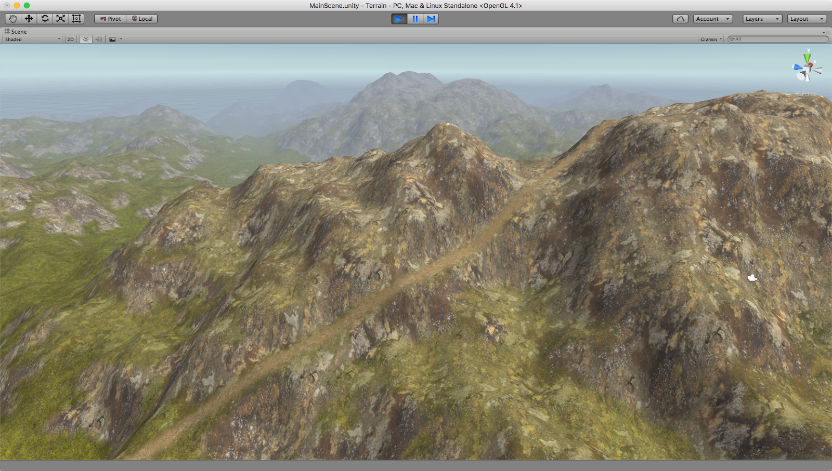 MainScene.unity - Terrain - PC, Mac & Linux Standalone <OpenGL 4.1>
Pivot Local Account Layers Layout
Scene
Shaded 2D Gizmos